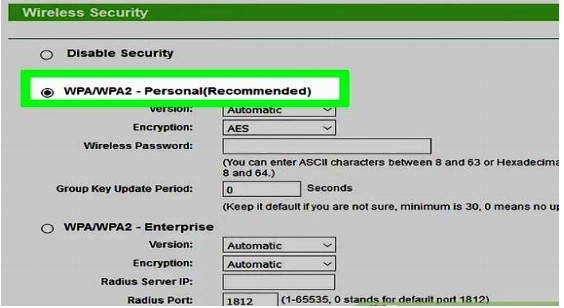 Wireless Security
Disable Security
WPA/WPA2 - Personal(Recommended)
Version: Automatic
Encryption: AES
Wireless Password:
(You can enter ASCII characters between 8 and 63 or Hexadecima
8 and 64.)
Group Key Update Period: 0 Seconds
(Keep it default if you are not sure, minimum is 30, 0 means no up
WPA/WPA2 - Enterprise
Version: Automatic
Encryption: Automatic
Radius Server IP:
Radius Port: 1812 (1-65535, 0 stands for default port 1812)